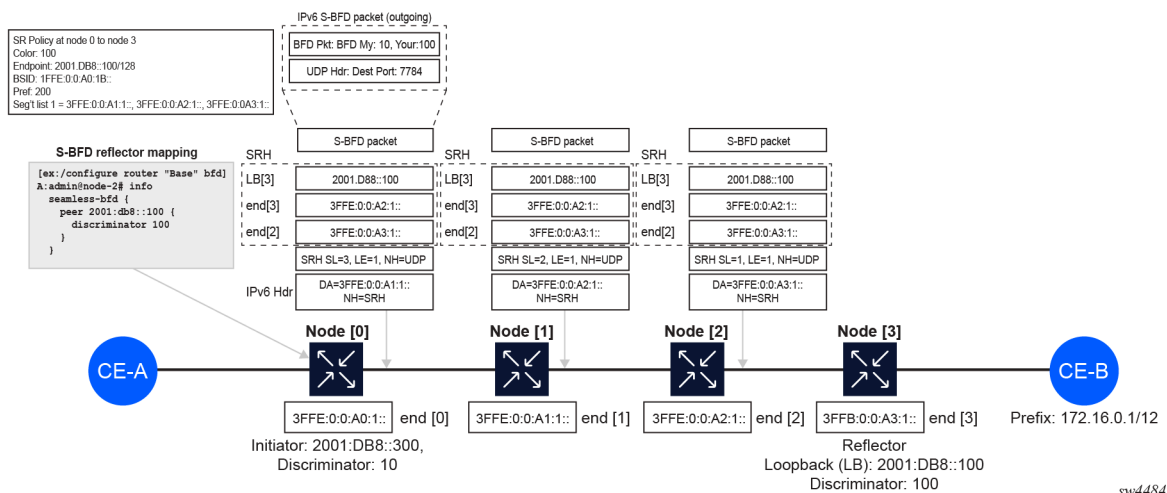 IPv6 S-BFD packet (outgoing)
BFD Pkt: BFD My: 10, Your:100
UDP Hdr: Dest Port: 7784
SR Policy at node 0 to node 3
Color: 100
Endpoint: 2001.DB8::100/128
BSID: 1FFE:0:0:A0:1B::
Pref: 200
Seg't list 1 = 3FFE:0:0:A1:1::, 3FFE:0:0:A2:1::, 3FFE:0:0A3:1::
S-BFD reflector mapping
[ex:/configure router "Base" bfd]
A:admin@node-2# info
seamless-bfd {
peer 2001:db8::100 {
discriminator 100
}
}
S-BFD packet
SRH
LB[3]
2001.D88::100
end[3]
3FFE:0:0:A2:1::
end[2]
3FFE:0:0:A3:1::
SRH SL=3, LE=1, NH=UDP
IPv6 Hdr
DA=3FFE:0:0:A1:1::
NH=SRH
S-BFD packet
SRH
LB[3]
2001.D88::100
end[3]
3FFE:0:0:A2:1::
end[2]
3FFE:0:0:A3:1::
SRH SL=2, LE=1, NH=UDP
DA=3FFE:0:0:A2:1::
NH=SRH
S-BFD packet
SRH
LB[3]
2001.D88::100
end[3]
3FFE:0:0:A2:1::
end[2]
3FFE:0:0:A3:1::
SRH SL=1, LE=1, NH=UDP
DA=3FFE:0:0:A3:1::
NH=SRH
CE-A
Node [0]
Node [1]
Node [2]
Node [3]
CE-B
3FFE:0:0:A0:1:: end [0]
3FFE:0:0:A1:1:: end [1]
3FFE:0:0:A2:1:: end [2]
3FFB:0:0:A3:1:: end [3]
Prefix: 172.16.0.1/12
Initiator: 2001:DB8::300,
Discriminator: 10
Reflector
Loopback (LB): 2001:DB8::100
Discriminator: 100
sw4484